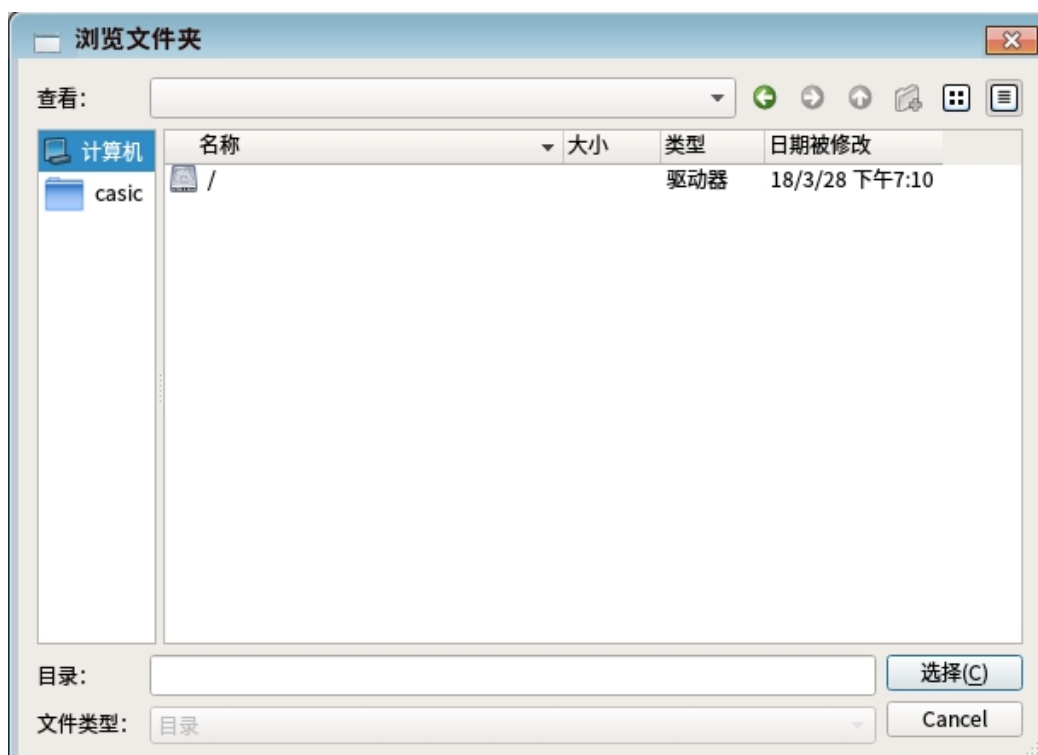 浏览文件夹
查看:
计算机
casic
名称 大小 类型 日期被修改
/ 驱动器 18/3/28 下午7:10
目录: 选择(C)
文件类型: 目录 Cancel